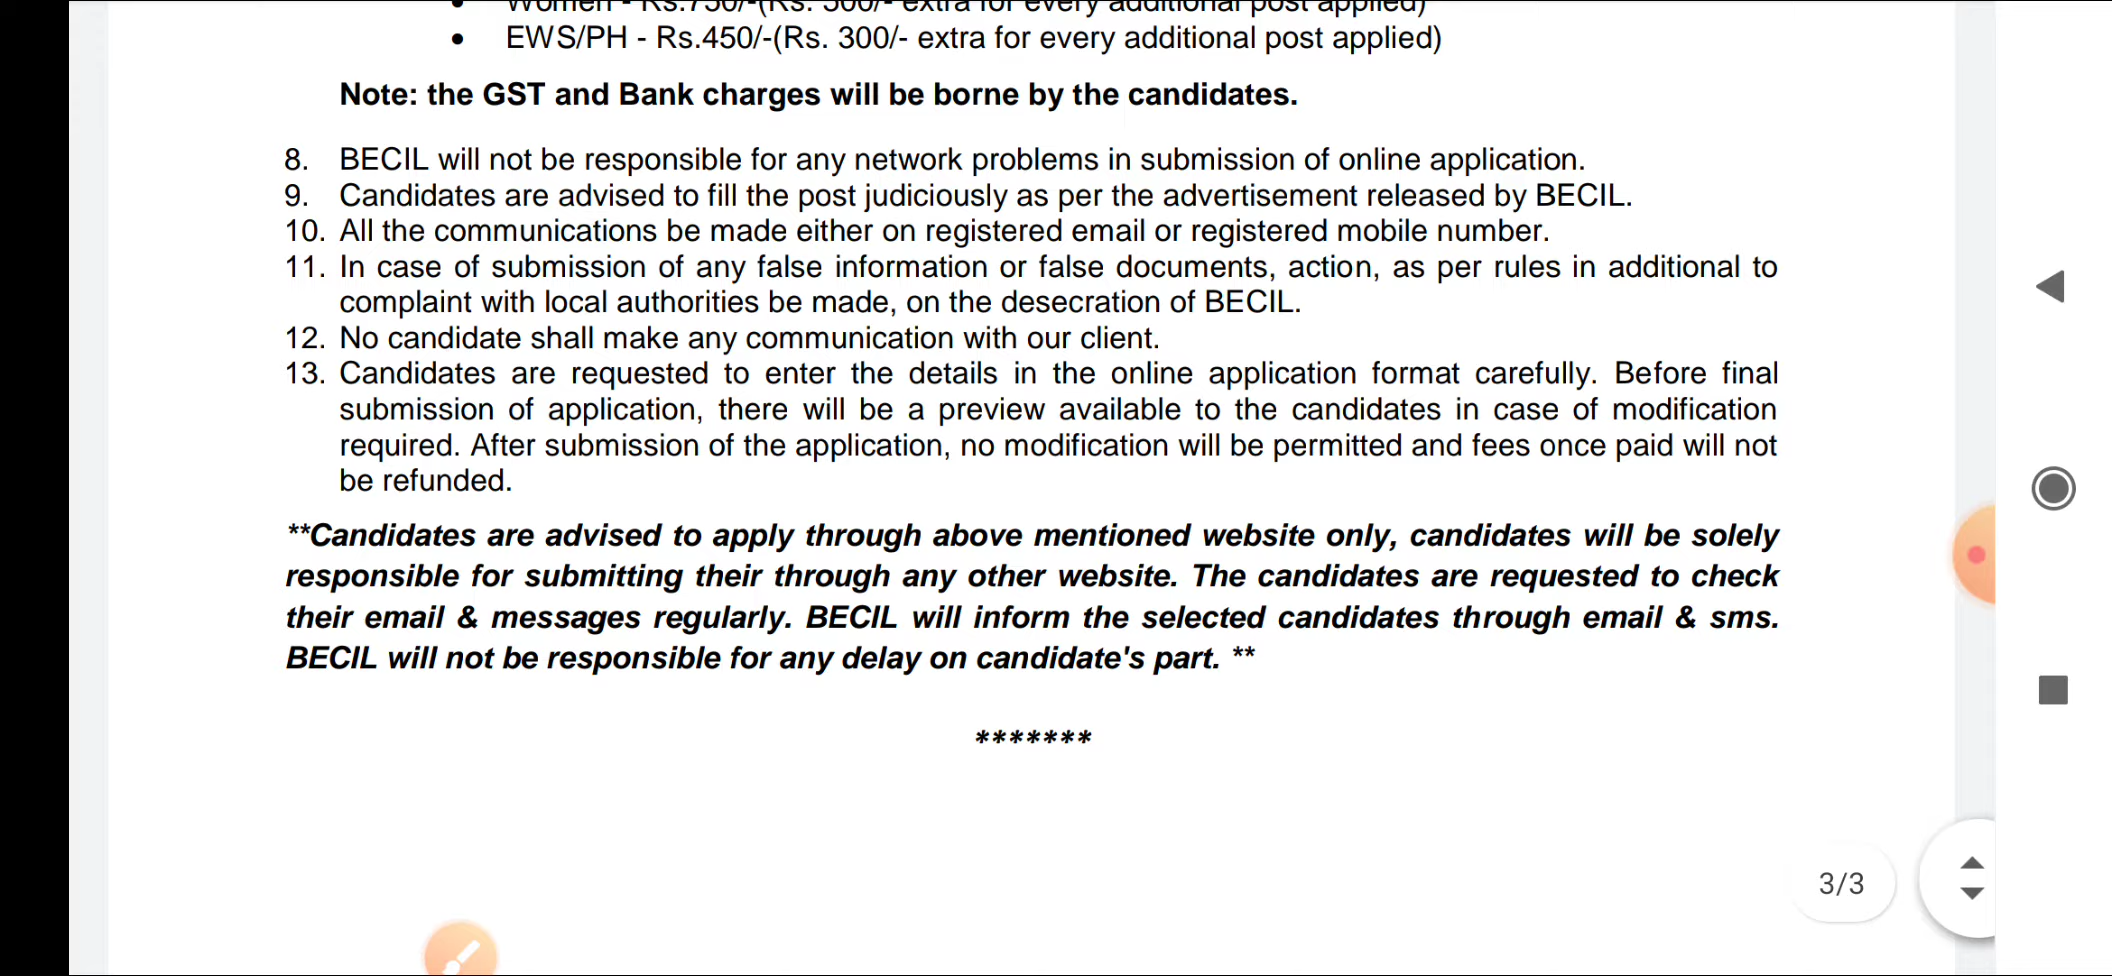 • Women - Rs.750/-(Rs. 500/- extra for every additional post applied)
• EWS/PH - Rs.450/-(Rs. 300/- extra for every additional post applied)
Note: the GST and Bank charges will be borne by the candidates.
8. BECIL will not be responsible for any network problems in submission of online application.
9. Candidates are advised to fill the post judiciously as per the advertisement released by BECIL.
10. All the communications be made either on registered email or registered mobile number.
11. In case of submission of any false information or false documents, action, as per rules in additional to
complaint with local authorities be made, on the desecration of BECIL.
12. No candidate shall make any communication with our client.
13. Candidates are requested to enter the details in the online application format carefully. Before final
submission of application, there will be a preview available to the candidates in case of modification
required. After submission of the application, no modification will be permitted and fees once paid will not
be refunded.
**Candidates are advised to apply through above mentioned website only, candidates will be solely
responsible for submitting their through any other website. The candidates are requested to check
their email & messages regularly. BECIL will inform the selected candidates through email & sms.
BECIL will not be responsible for any delay on candidate's part. **
*******
3/3